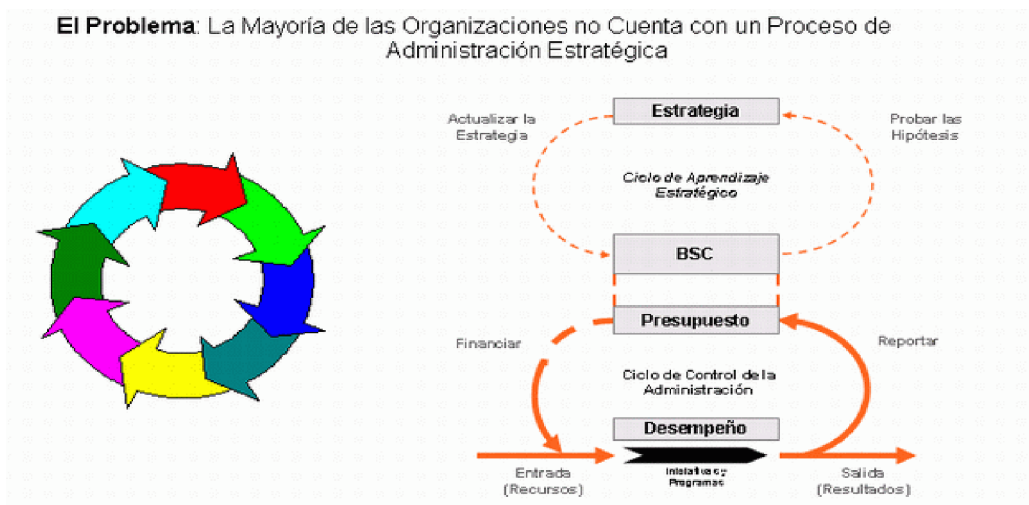 El Problema: La Mayoría de las Organizaciones no Cuenta con un Proceso de
Administración Estratégica
Estrategia
Actualizar la
Estrategia
Probar las
Hipótesis
Ciclo de Aprendizaje
Estratégico
BSC
Presupuesto
Financiar
Reportar
Ciclo de Control de la
Administración
Desempeño
Entrada
(Recursos)
Iniciativas y
Programas
Salida
(Resultados)